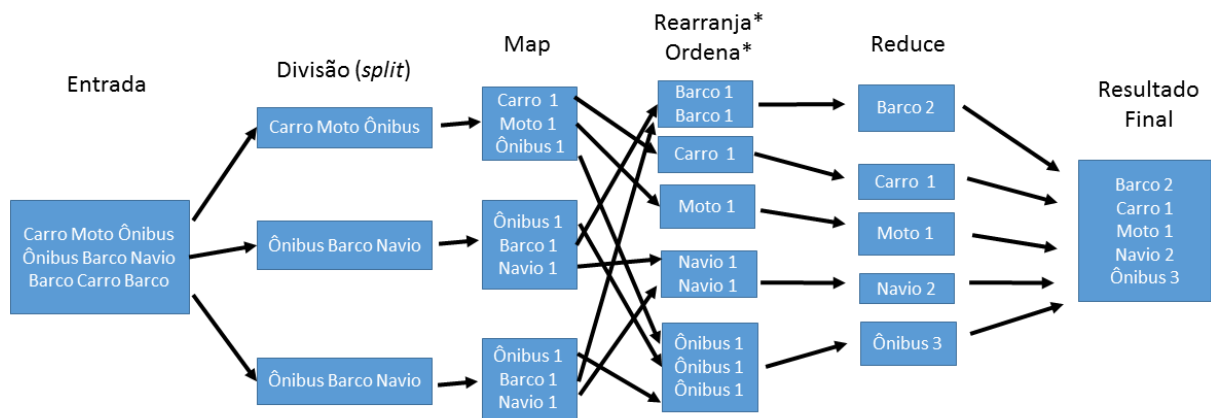 Entrada
Carro Moto Ônibus
Ônibus Barco Navio
Barco Carro Barco
Divisão (split)
Carro Moto Ônibus
Ônibus Barco Navio
Ônibus Barco Navio
Map
Carro 1
Moto 1
Ônibus 1
Ônibus 1
Barco 1
Navio 1
Ônibus 1
Barco 1
Navio 1
Rearranja*
Ordena*
Barco 1
Barco 1
Carro 1
Moto 1
Navio 1
Navio 1
Ônibus 1
Ônibus 1
Ônibus 1
Reduce
Barco 2
Carro 1
Moto 1
Navio 2
Ônibus 3
Resultado
Final
Barco 2
Carro 1
Moto 1
Navio 2
Ônibus 3